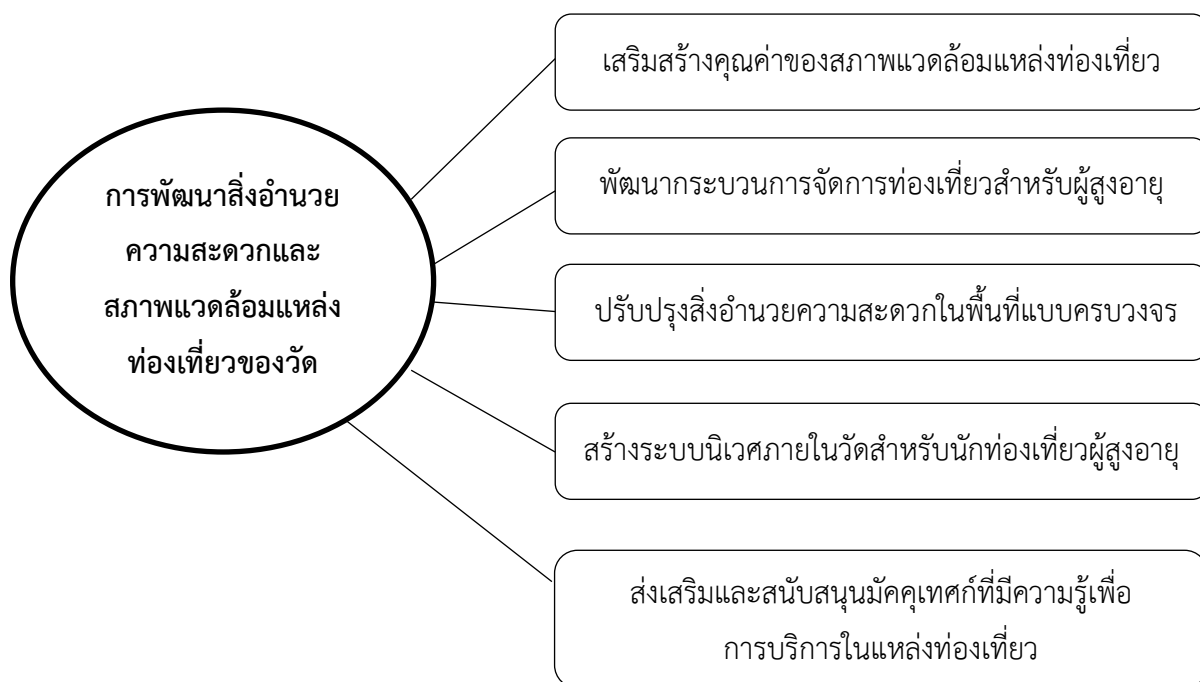 การพัฒนาสิ่งอำนวย
ความสะดวกและ
สภาพแวดล้อมแหล่ง
ท่องเที่ยวของวัด
เสริมสร้างคุณค่าของสภาพแวดล้อมแหล่งท่องเที่ยว
พัฒนากระบวนการจัดการท่องเที่ยวสำหรับผู้สูงอายุ
ปรับปรุงสิ่งอำนวยความสะดวกในพื้นที่แบบครบวงจร
สร้างระบบนิเวศภายในวัดสำหรับนักท่องเที่ยวผู้สูงอายุ
ส่งเสริมและสนับสนุนมัคคุเทศก์ที่มีความรู้เพื่อ
การบริการในแหล่งท่องเที่ยว